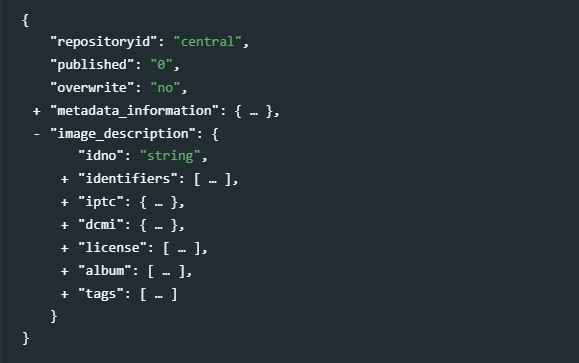 {
"repositoryid": "central",
"published": "0",
"overwrite": "no",
+ "metadata_information": { … },
- "image_description": {
"idno": "string",
+ "identifiers": [ … ],
+ "iptc": { … },
+ "dcmi": { … },
+ "license": [ … ],
+ "album": [ … ],
+ "tags": [ … ]
}
}